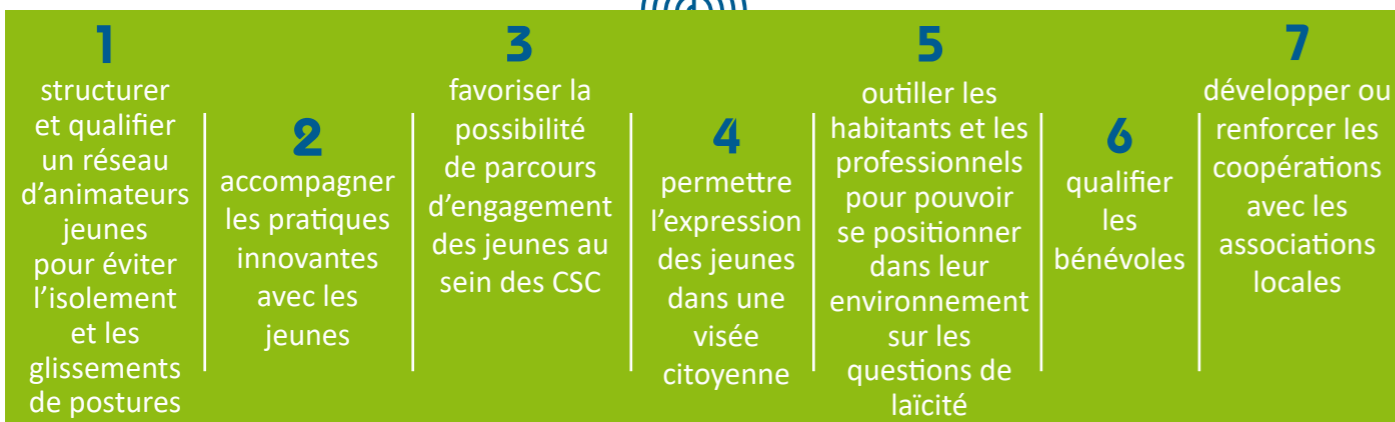 1
structurer
et qualifier
un réseau
d'animateurs
jeunes
pour éviter
l'isolement
et les
glissements
de postures
2
accompagner
les pratiques
innovantes
avec les
jeunes
3
favoriser la
possibilité
de parcours
d'engagement
des jeunes au
sein des CSC
4
permettre
l'expression
des jeunes
dans une
visée
citoyenne
5
outiller les
habitants et les
professionnels
pour pouvoir
se positionner
dans leur
environnement
sur les
questions de
laïcité
6
qualifier
les
bénévoles
7
développer ou
renforcer les
coopérations
avec les
associations
locales